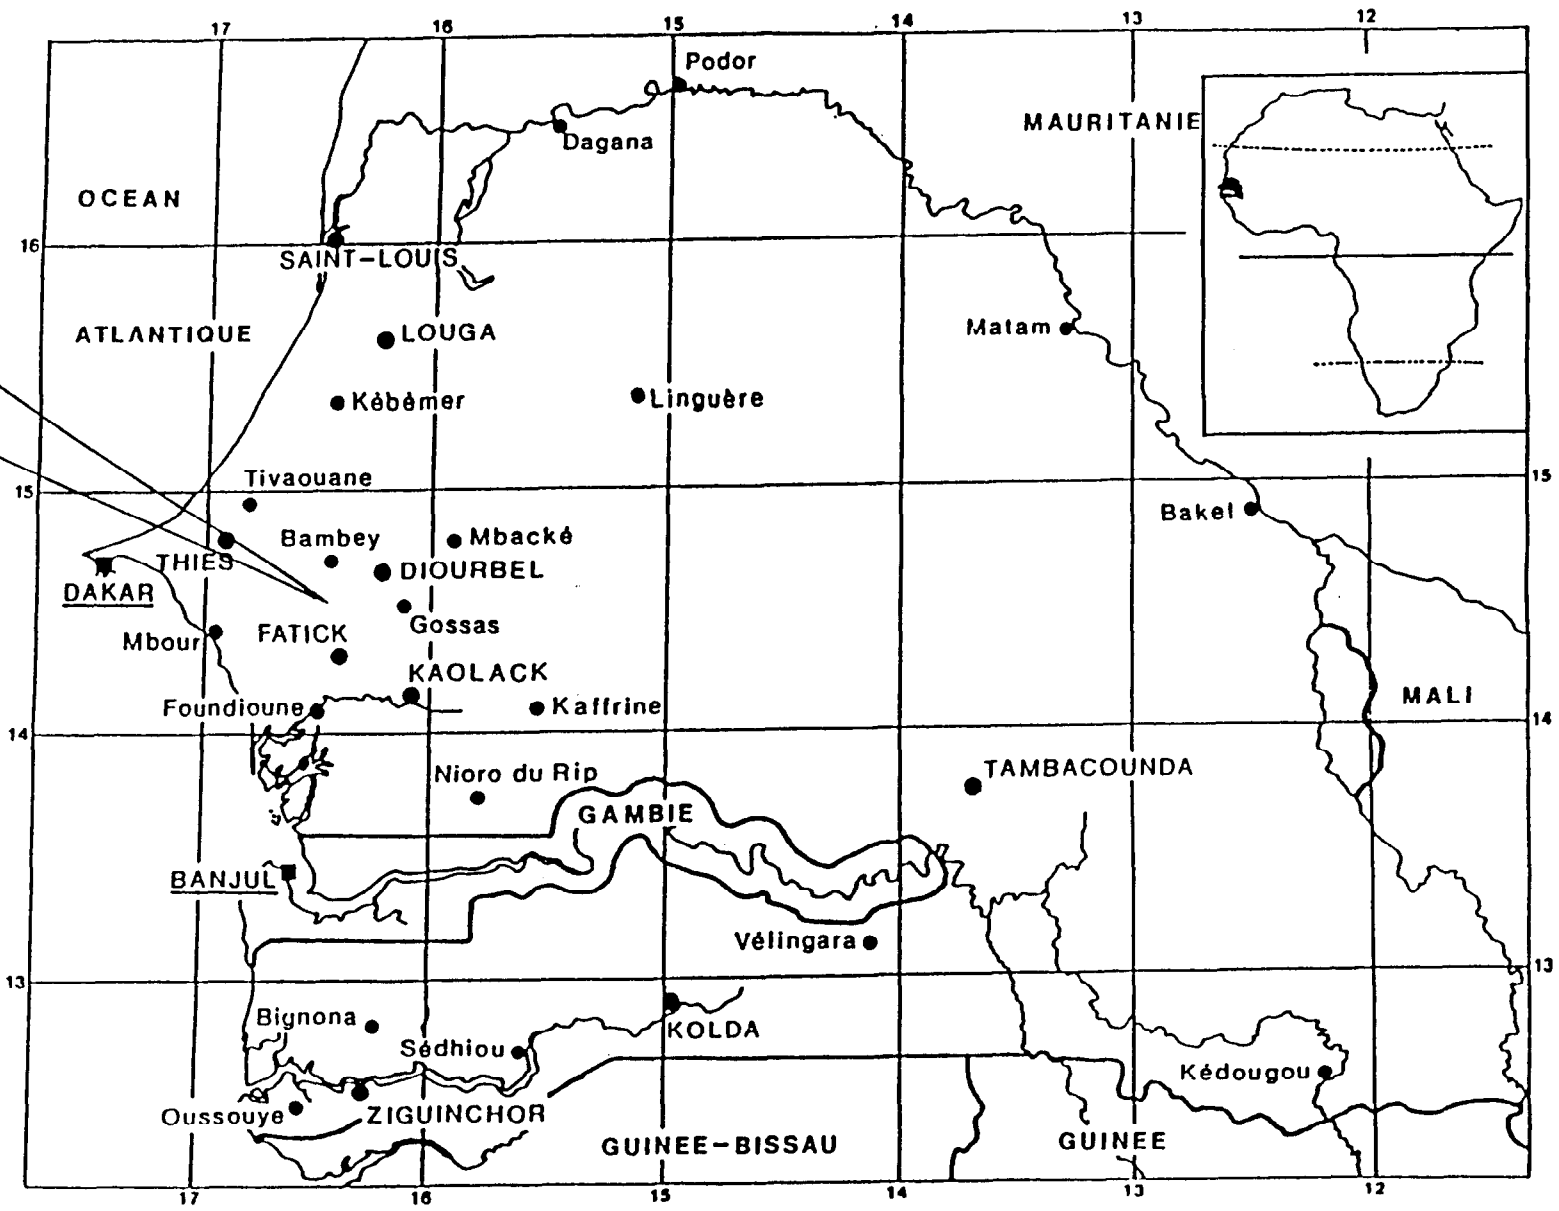 17 16 15 14 13 12
Podor
MAURITANIE
Dagana
OCEAN
16
SAINT-LOUIS
ATLANTIQUE
LOUGA
Matam
Kébémer
Linguère
Tivaouane
15
15
Bakel
Bambey
Mbacké
THIES
DIOURBEL
DAKAR
Gossas
Mbour
FATICK
KAOLACK
MALI
Foundioune
Kaffrine
14
14
Nioro du Rip
TAMBACOUNDA
GAMBIE
BANJUL
Vélingara
13
13
Bignona
KOLDA
Sédhiou
Kédougou
Oussouye
ZIGUINCHOR
GUINEE-BISSAU
GUINEE
17 16 15 14 13 12